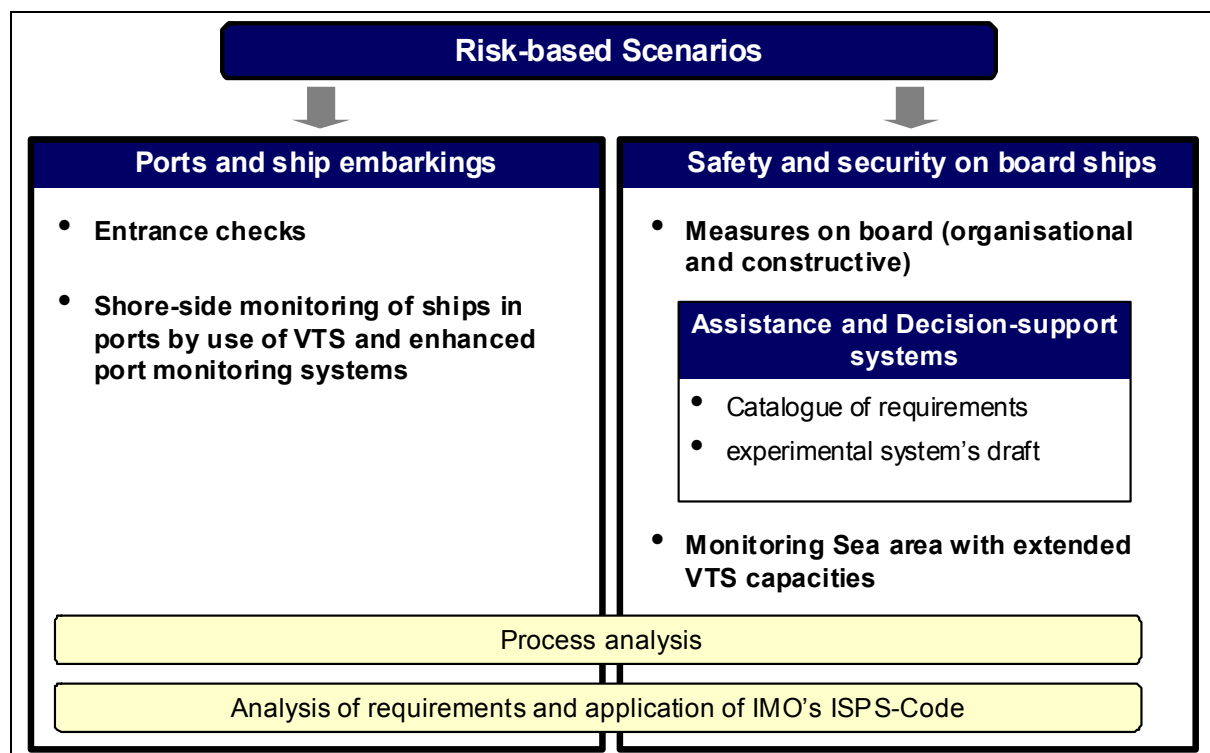 Risk-based Scenarios
Ports and ship embarkings
• Entrance checks
• Shore-side monitoring of ships in
ports by use of VTS and enhanced
port monitoring systems
Safety and security on board ships
• Measures on board (organisational
and constructive)
Assistance and Decision-support
systems
• Catalogue of requirements
• experimental system’s draft
• Monitoring Sea area with extended
VTS capacities
Process analysis
Analysis of requirements and application of IMO’s ISPS-Code